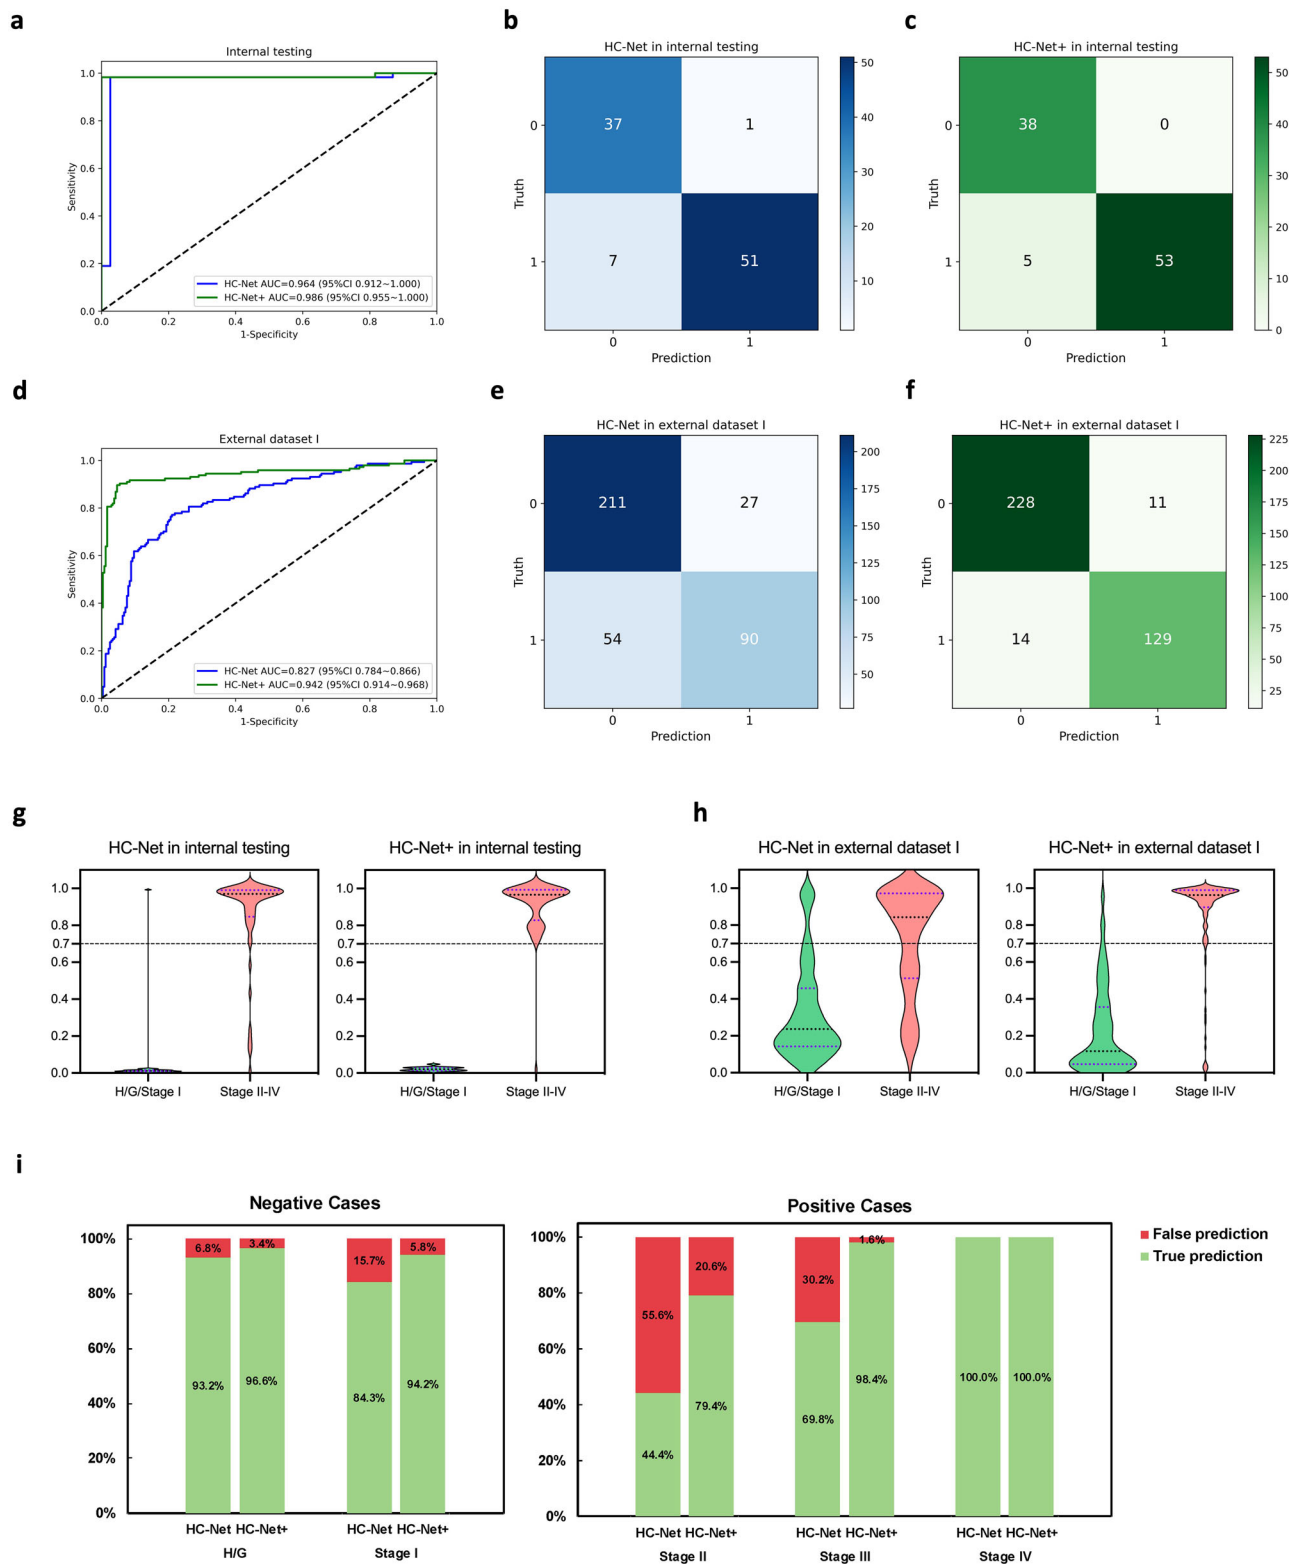 a
Internal testing
1.0
0.8
0.6
0.4
0.2
0.0
Sensitivity
0.0 0.2 0.4 0.6 0.8 1.0
1-Specificity
HC-Net AUC=0.964 (95%CI 0.912~1.000)
HC-Net+ AUC=0.986 (95%CI 0.955~1.000)
b
HC-Net in internal testing
0
1
Truth
37 1
7 51
0 1
Prediction
50
40
30
20
10
c
HC-Net+ in internal testing
0
1
Truth
38 0
5 53
0 1
Prediction
50
40
30
20
10
0
d
External dataset I
1.0
0.8
0.6
0.4
0.2
0.0
Sensitivity
0.0 0.2 0.4 0.6 0.8 1.0
1-Specificity
HC-Net AUC=0.827 (95%CI 0.784~0.866)
HC-Net+ AUC=0.942 (95%CI 0.914~0.968)
e
HC-Net in external dataset I
0
1
Truth
211 27
54 90
0 1
Prediction
200
175
150
125
100
75
50
f
HC-Net+ in external dataset I
0
1
Truth
228 11
14 129
0 1
Prediction
225
200
175
150
125
100
75
50
25
g
HC-Net in internal testing
1.0
0.8
0.7
0.6
0.4
0.2
0.0
H/G/Stage I Stage II-IV
HC-Net+ in internal testing
1.0
0.8
0.7
0.6
0.4
0.2
0.0
H/G/Stage I Stage II-IV
h
HC-Net in external dataset I
1.0
0.8
0.7
0.6
0.4
0.2
0.0
H/G/Stage I Stage II-IV
HC-Net+ in external dataset I
1.0
0.8
0.7
0.6
0.4
0.2
0.0
H/G/Stage I Stage II-IV
i
Negative Cases
100%
80%
60%
40%
20%
0%
6.8% 3.4% 15.7% 5.8%
93.2% 96.6% 84.3% 94.2%
HC-Net HC-Net+ HC-Net HC-Net+
H/G Stage I
Positive Cases
100%
80%
60%
40%
20%
0%
55.6% 20.6% 30.2% 1.6%
44.4% 79.4% 69.8% 98.4% 100.0% 100.0%
HC-Net HC-Net+ HC-Net HC-Net+ HC-Net HC-Net+
Stage II Stage III Stage IV
False prediction
True prediction